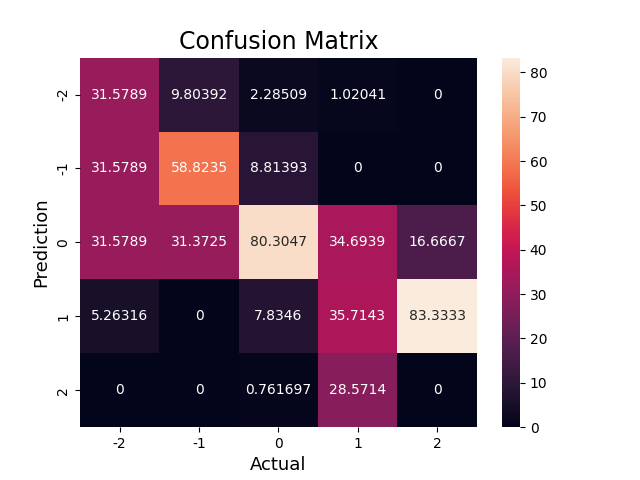 Confusion Matrix
-2 31.5789 9.80392 2.28509 1.02041 0
-1 31.5789 58.8235 8.81393 0 0
0 31.5789 31.3725 80.3047 34.6939 16.6667
1 5.26316 0 7.8346 35.7143 83.3333
2 0 0 0.761697 28.5714 0
-2 -1 0 1 2
Actual
Prediction
80
70
60
50
40
30
20
10
0